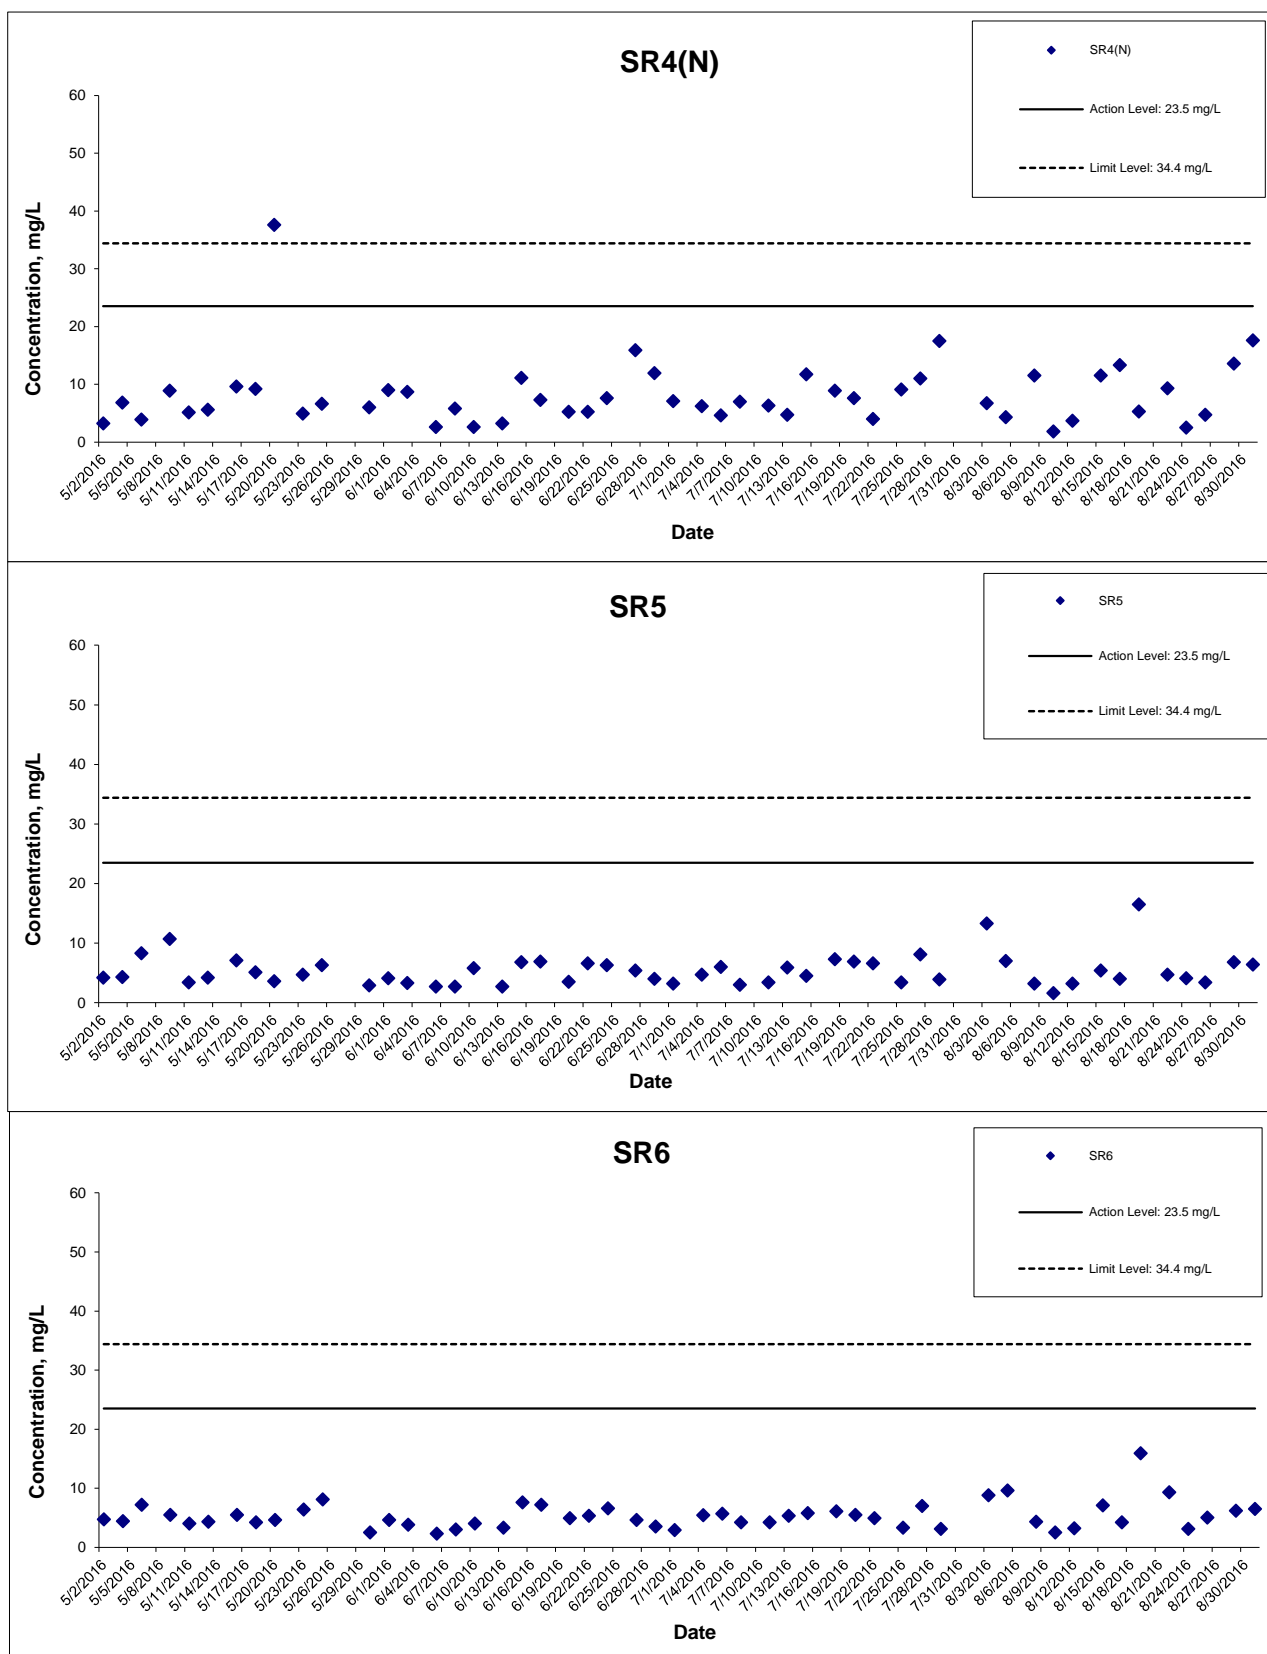 SR4(N)
SR4(N)
Action Level: 23.5 mg/L
Limit Level: 34.4 mg/L
Concentration, mg/L
60
50
40
30
20
10
0
5/2/2016 5/5/2016 5/8/2016 5/11/2016 5/14/2016 5/17/2016 5/20/2016 5/23/2016 5/26/2016 5/29/2016 6/1/2016 6/4/2016 6/7/2016 6/10/2016 6/13/2016 6/16/2016 6/19/2016 6/22/2016 6/25/2016 6/28/2016 7/1/2016 7/4/2016 7/7/2016 7/10/2016 7/13/2016 7/16/2016 7/19/2016 7/22/2016 7/25/2016 7/28/2016 7/31/2016 8/3/2016 8/6/2016 8/9/2016 8/12/2016 8/15/2016 8/18/2016 8/21/2016 8/24/2016 8/27/2016 8/30/2016
Date
SR5
SR5
Action Level: 23.5 mg/L
Limit Level: 34.4 mg/L
Concentration, mg/L
60
50
40
30
20
10
0
5/2/2016 5/5/2016 5/8/2016 5/11/2016 5/14/2016 5/17/2016 5/20/2016 5/23/2016 5/26/2016 5/29/2016 6/1/2016 6/4/2016 6/7/2016 6/10/2016 6/13/2016 6/16/2016 6/19/2016 6/22/2016 6/25/2016 6/28/2016 7/1/2016 7/4/2016 7/7/2016 7/10/2016 7/13/2016 7/16/2016 7/19/2016 7/22/2016 7/25/2016 7/28/2016 7/31/2016 8/3/2016 8/6/2016 8/9/2016 8/12/2016 8/15/2016 8/18/2016 8/21/2016 8/24/2016 8/27/2016 8/30/2016
Date
SR6
SR6
Action Level: 23.5 mg/L
Limit Level: 34.4 mg/L
Concentration, mg/L
60
50
40
30
20
10
0
5/2/2016 5/5/2016 5/8/2016 5/11/2016 5/14/2016 5/17/2016 5/20/2016 5/23/2016 5/26/2016 5/29/2016 6/1/2016 6/4/2016 6/7/2016 6/10/2016 6/13/2016 6/16/2016 6/19/2016 6/22/2016 6/25/2016 6/28/2016 7/1/2016 7/4/2016 7/7/2016 7/10/2016 7/13/2016 7/16/2016 7/19/2016 7/22/2016 7/25/2016 7/28/2016 7/31/2016 8/3/2016 8/6/2016 8/9/2016 8/12/2016 8/15/2016 8/18/2016 8/21/2016 8/24/2016 8/27/2016 8/30/2016
Date